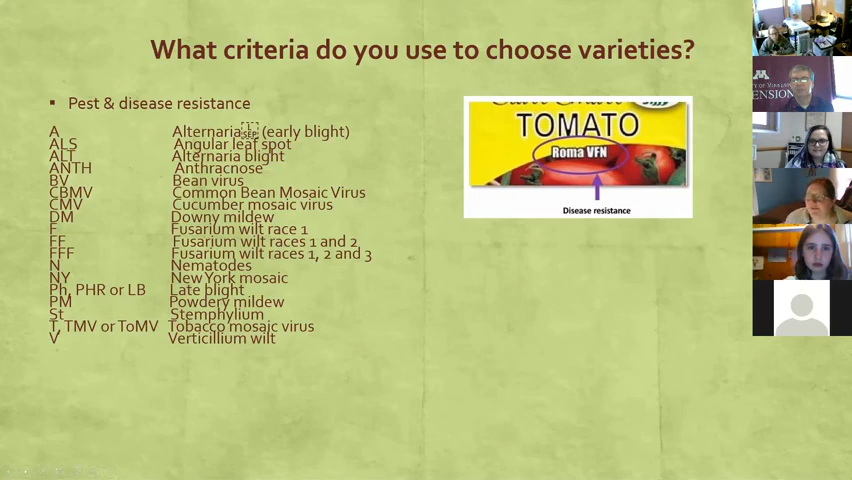 What criteria do you use to choose varieties?
▪ Pest & disease resistance
A Alternaria (early blight)
ALS Angular leaf spot
ALT Alternaria blight
ANTH Anthracnose
BV Bean virus
CBMV Common Bean Mosaic Virus
CMV Cucumber mosaic virus
DM Downy mildew
F Fusarium wilt race 1
FF Fusarium wilt races 1 and 2
FFF Fusarium wilt races 1, 2 and 3
N Nematodes
NY New York mosaic
Ph, PHR or LB Late blight
PM Powdery mildew
St Stemphylium
T, TMV or ToMV Tobacco mosaic virus
V Verticillium wilt
TOMATO
Roma VFN
Disease resistance